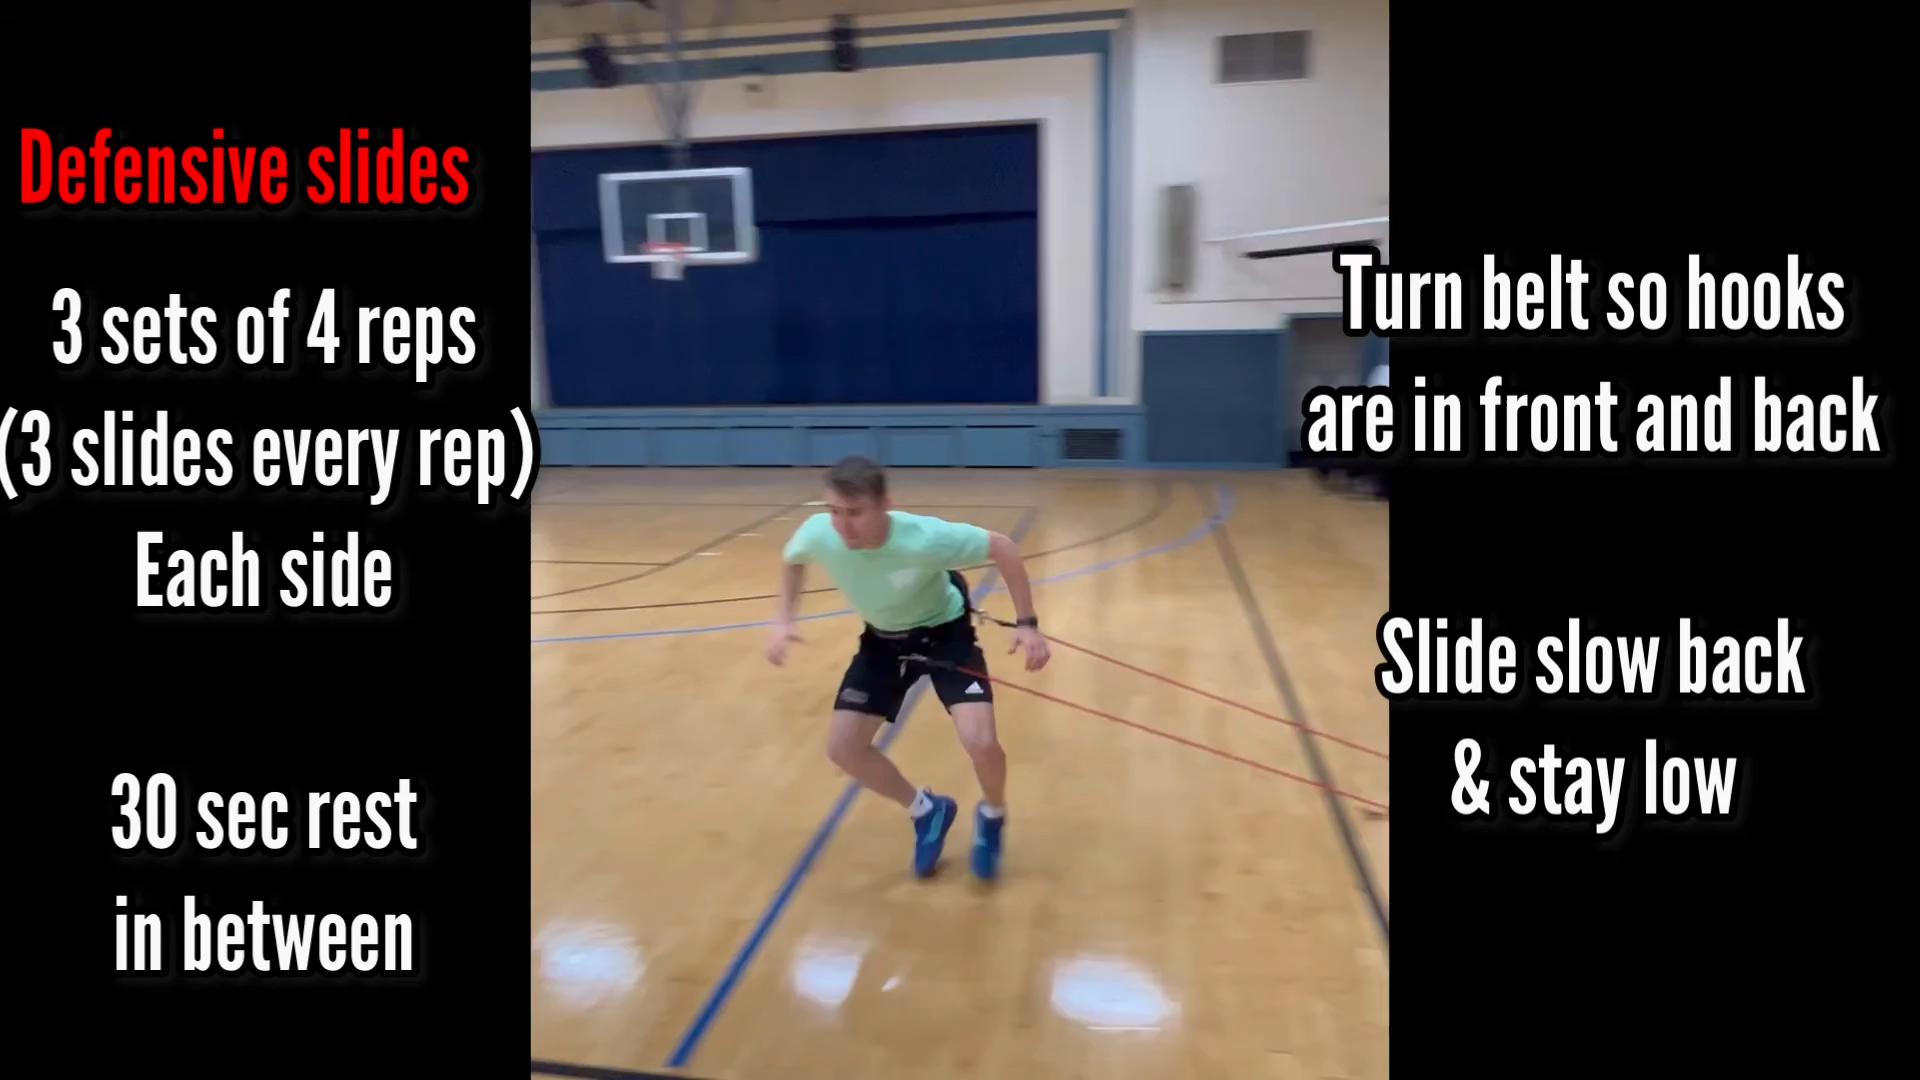 Defensive slides
3 sets of 4 reps
(3 slides every rep)
Each side
30 sec rest
in between
Turn belt so hooks
are in front and back
Slide slow back
& stay low